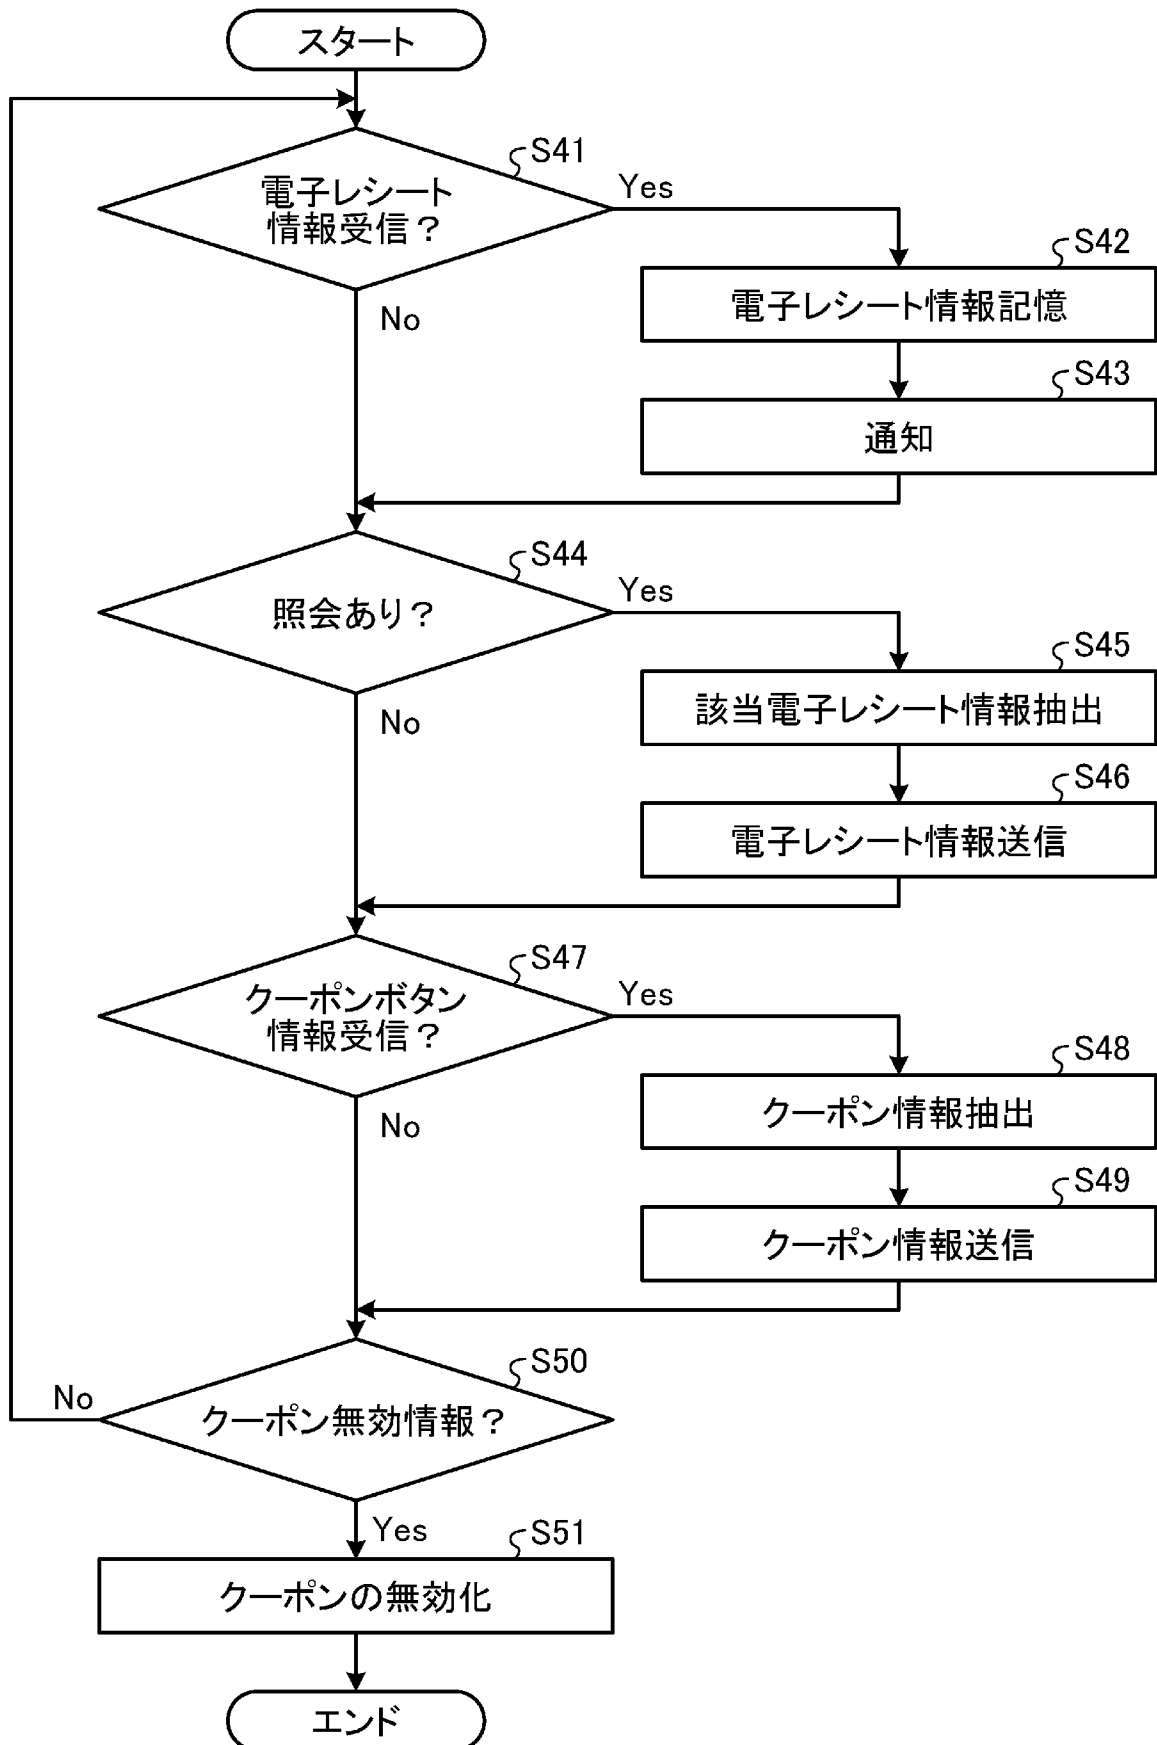 スタート
S41
電子レシート
情報受信？
Yes
No
S42
電子レシート情報記憶
S43
通知
S44
照会あり？
Yes
No
S45
該当電子レシート情報抽出
S46
電子レシート情報送信
S47
クーポンボタン
情報受信？
Yes
No
S48
クーポン情報抽出
S49
クーポン情報送信
S50
クーポン無効情報？
No
Yes
S51
クーポンの無効化
エンド